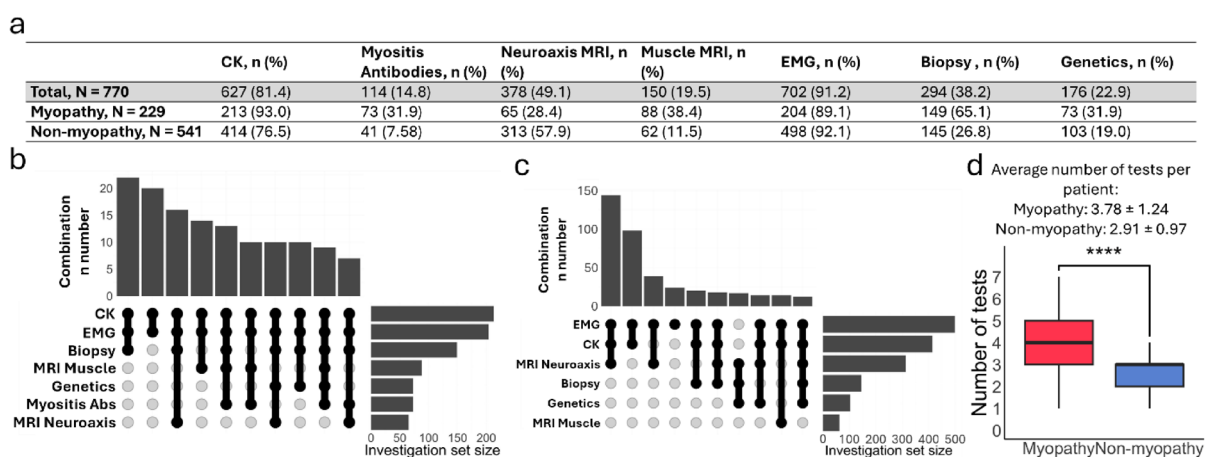 a
CK, n (%) Myositis Antibodies, n (%) Neuroaxis MRI, n (%) Muscle MRI, n (%) EMG, n (%) Biopsy , n (%) Genetics, n (%)
Total, N = 770 627 (81.4) 114 (14.8) 378 (49.1) 150 (19.5) 702 (91.2) 294 (38.2) 176 (22.9)
Myopathy, N = 229 213 (93.0) 73 (31.9) 65 (28.4) 88 (38.4) 204 (89.1) 149 (65.1) 73 (31.9)
Non-myopathy, N = 541 414 (76.5) 41 (7.58) 313 (57.9) 62 (11.5) 498 (92.1) 145 (26.8) 103 (19.0)
b
Combination
n number
20
15
10
5
0
CK
EMG
Biopsy
MRI Muscle
Genetics
Myositis Abs
MRI Neuroaxis
0 50 100 150 200
Investigation set size
c
Combination
n number
150
100
50
0
EMG
CK
MRI Neuroaxis
Biopsy
Genetics
MRI Muscle
0 100 200 300 400 500
Investigation set size
d
Average number of tests per
patient:
Myopathy: 3.78 ± 1.24
Non-myopathy: 2.91 ± 0.97
****
Number of tests
7
6
5
4
3
2
1
0
Myopathy Non-myopathy